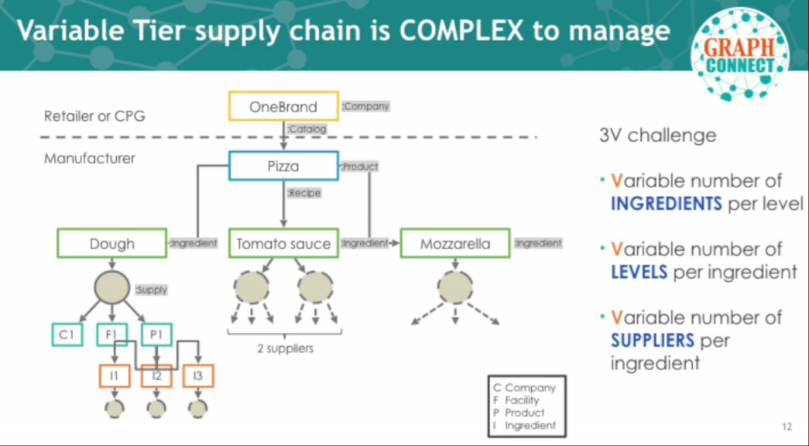 Variable Tier supply chain is COMPLEX to manage
GRAPH
CONNECT
Retailer or CPG
OneBrand
:Company
:Catalog
Manufacturer
Pizza
:Product
:Recipe
Dough
:Ingredient
Tomato sauce
:Ingredient
Mozzarella
:Ingredient
:Supply
C1
F1
P1
2 suppliers
I1
I2
I3
C Company
F Facility
P Product
I Ingredient
3V challenge
• Variable number of
INGREDIENTS per level
• Variable number of
LEVELS per ingredient
• Variable number of
SUPPLIERS per
ingredient
12